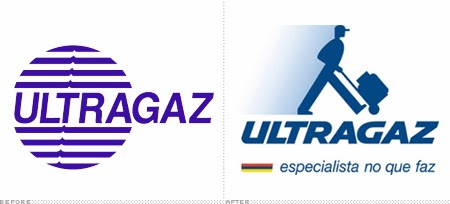 ULTRAGAZ
ULTRAGAZ
especialista no que faz
BEFORE
AFTER